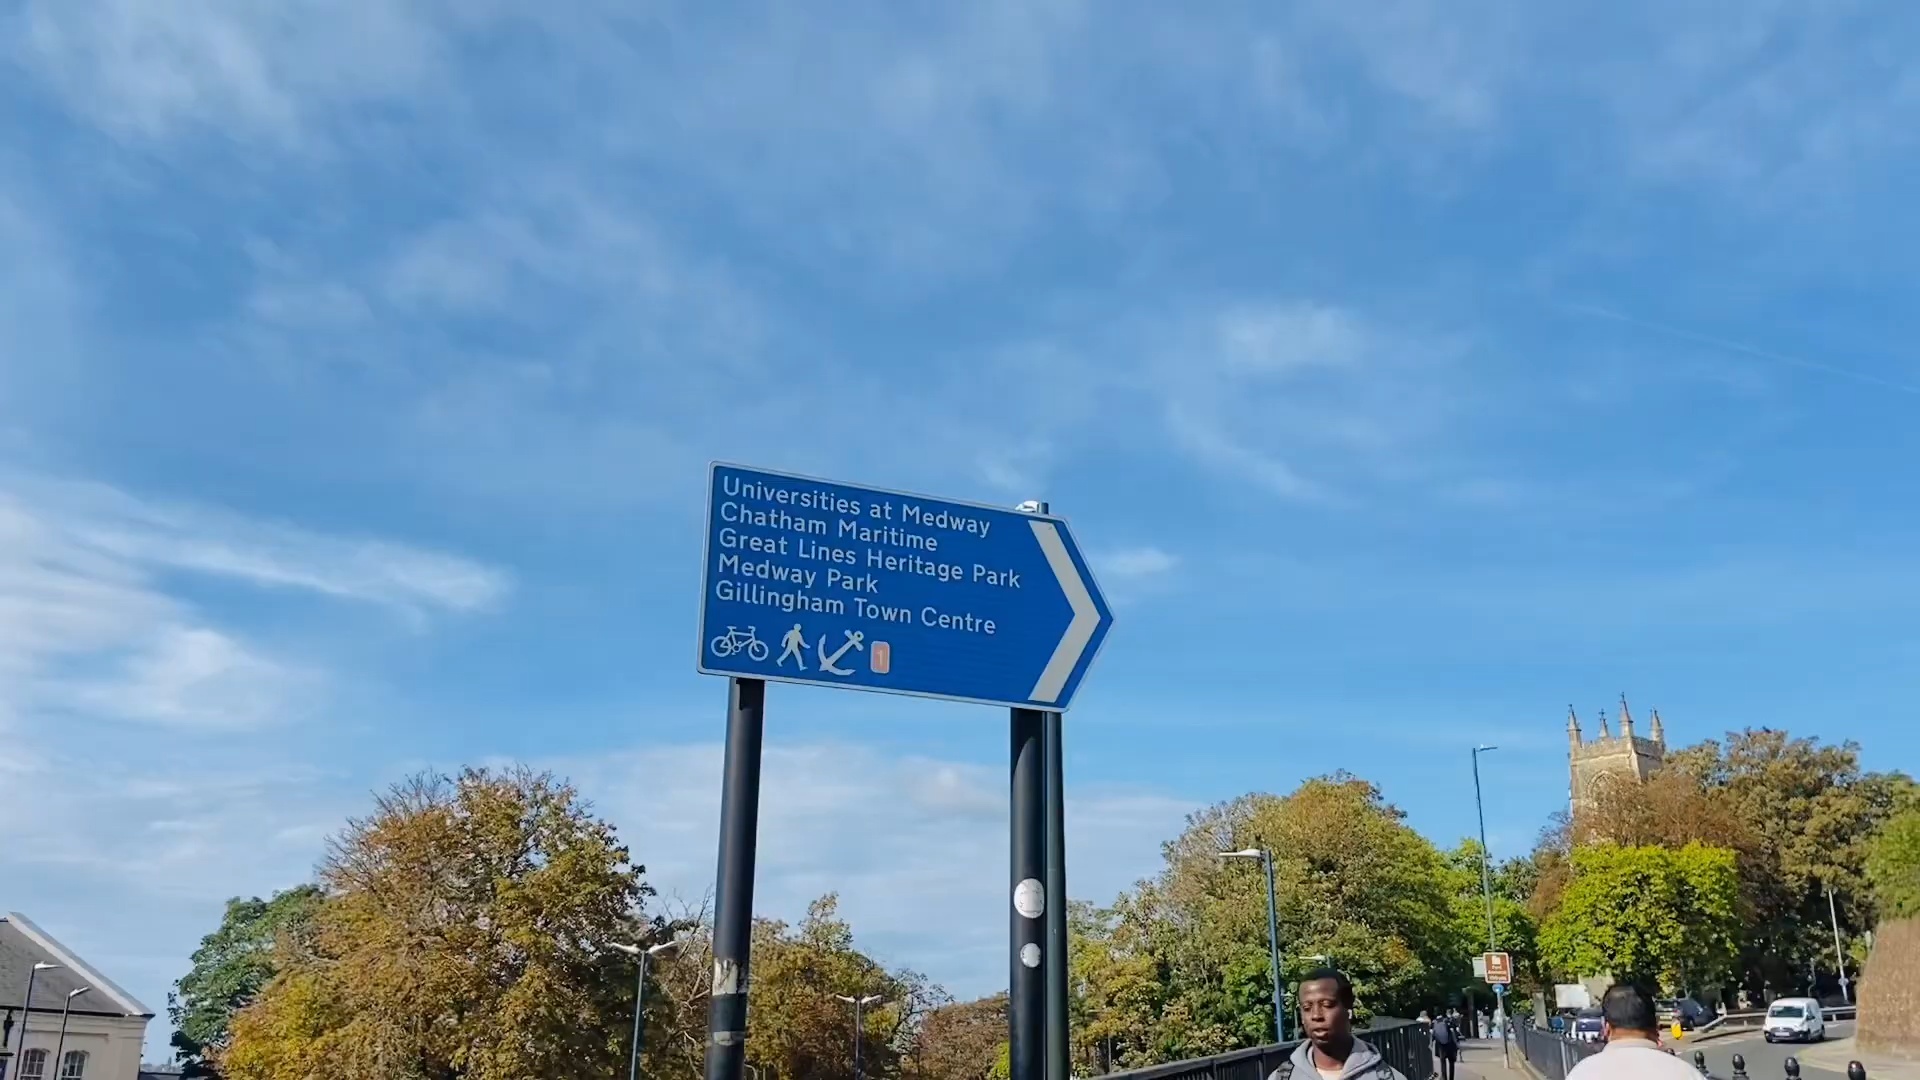 Universities at Medway
Chatham Maritime
Great Lines Heritage Park
Medway Park
Gillingham Town Centre
1